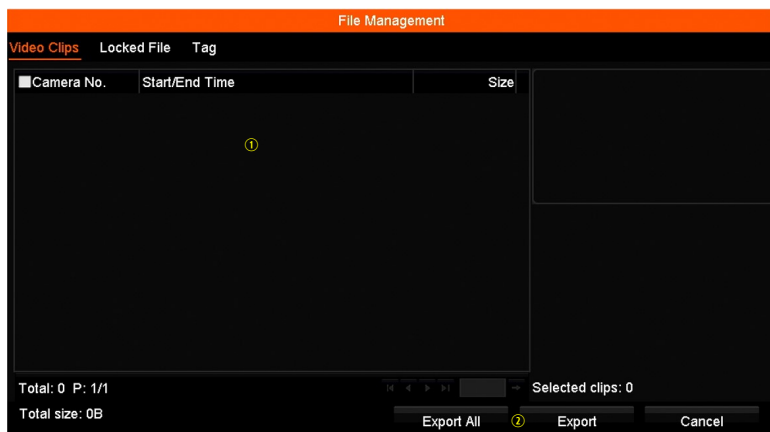 File Management
Video Clips Locked File Tag
Camera No. Start/End Time Size
①
Total: 0 P: 1/1 Selected clips: 0
Total size: 0B
Export All ② Export Cancel